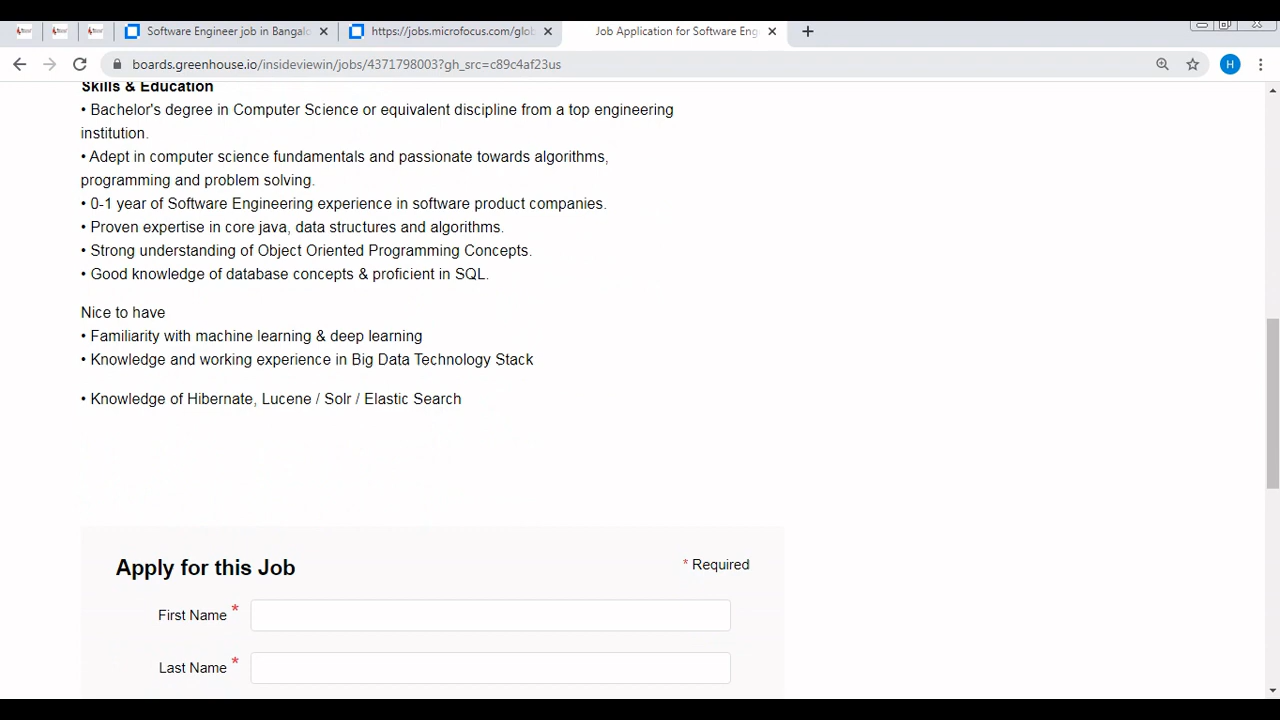 Software Engineer job in Bangalo
https://jobs.microfocus.com/glob
Job Application for Software Eng
boards.greenhouse.io/insideviewin/jobs/4371798003?gh_src=c89c4af23us
H
Skills & Education
• Bachelor's degree in Computer Science or equivalent discipline from a top engineering
institution.
• Adept in computer science fundamentals and passionate towards algorithms,
programming and problem solving.
• 0-1 year of Software Engineering experience in software product companies.
• Proven expertise in core java, data structures and algorithms.
• Strong understanding of Object Oriented Programming Concepts.
• Good knowledge of database concepts & proficient in SQL.
Nice to have
• Familiarity with machine learning & deep learning
• Knowledge and working experience in Big Data Technology Stack
• Knowledge of Hibernate, Lucene / Solr / Elastic Search
Apply for this Job
* Required
First Name *
Last Name *